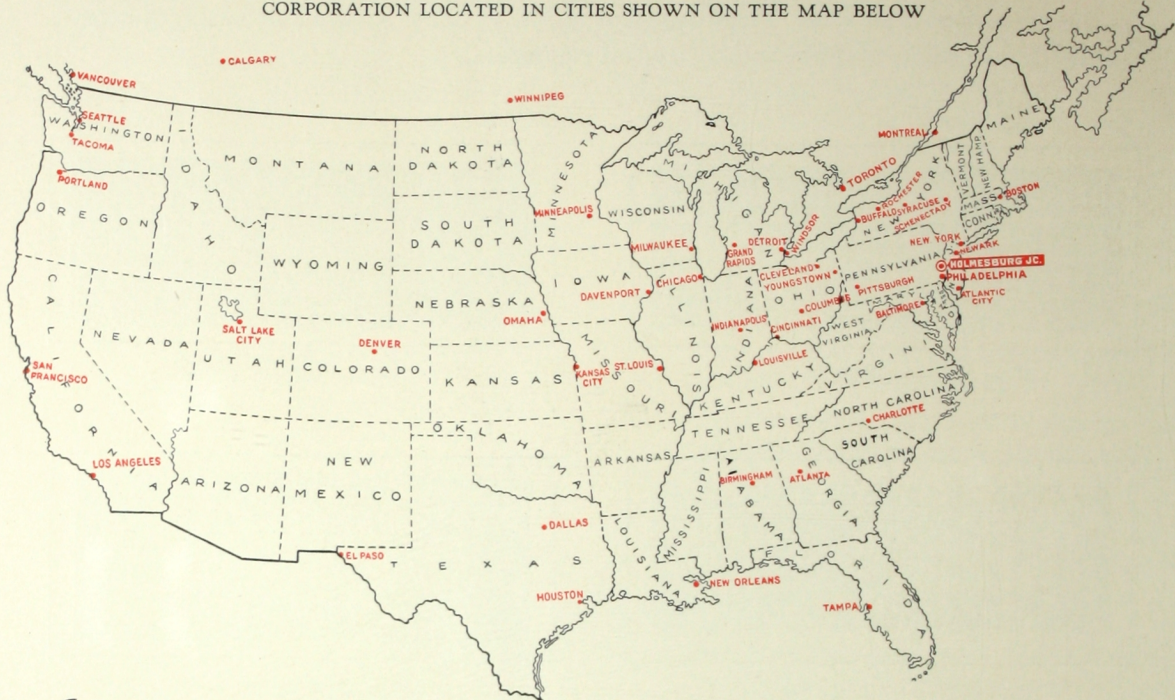 CORPORATION LOCATED IN CITIES SHOWN ON THE MAP BELOW
CALGARY
VANCOUVER
WINNIPEG
SEATTLE
WASHINGTON
TACOMA
PORTLAND
OREGON
IDAHO
MONTANA
NORTH
DAKOTA
SOUTH
DAKOTA
MINNESOTA
MINNEAPOLIS
WISCONSIN
MILWAUKEE
MICHIGAN
GRAND
RAPIDS
DETROIT
WINDSOR
TORONTO
MONTREAL
MAINE
VERMONT
NEW HAMP
MASS
BOSTON
CONN
NEW YORK
ROCHESTER
BUFFALO
SYRACUSE
SCHENECTADY
NEW YORK
NEWARK
HOLMESBURG JC.
PHILADELPHIA
ATLANTIC
CITY
PENNSYLVANIA
PITTSBURGH
MARYL
BALTIMORE
CLEVELAND
YOUNGSTOWN
OHIO
COLUMBUS
CINCINNATI
INDIANA
INDIANAPOLIS
ILLINOIS
CHICAGO
IOWA
DAVENPORT
WYOMING
NEBRASKA
OMAHA
CALIFORNIA
NEVADA
SALT LAKE
CITY
UTAH
DENVER
COLORADO
KANSAS
KANSAS
CITY
ST. LOUIS
MISSOURI
LOUISVILLE
KENTUCKY
WEST
VIRGINIA
VIRGIN
SAN
FRANCISCO
LOS ANGELES
ARIZONA
NEW
MEXICO
OKLAHOMA
ARKANSAS
TENNESSEE
NORTH CAROLINA
CHARLOTTE
SOUTH
CAROLINA
MISSISSIPPI
ALABAMA
BIRMINGHAM
GEORGIA
ATLANTA
EL PASO
TEXAS
DALLAS
HOUSTON
LOUISIANA
NEW ORLEANS
FLORIDA
TAMPA